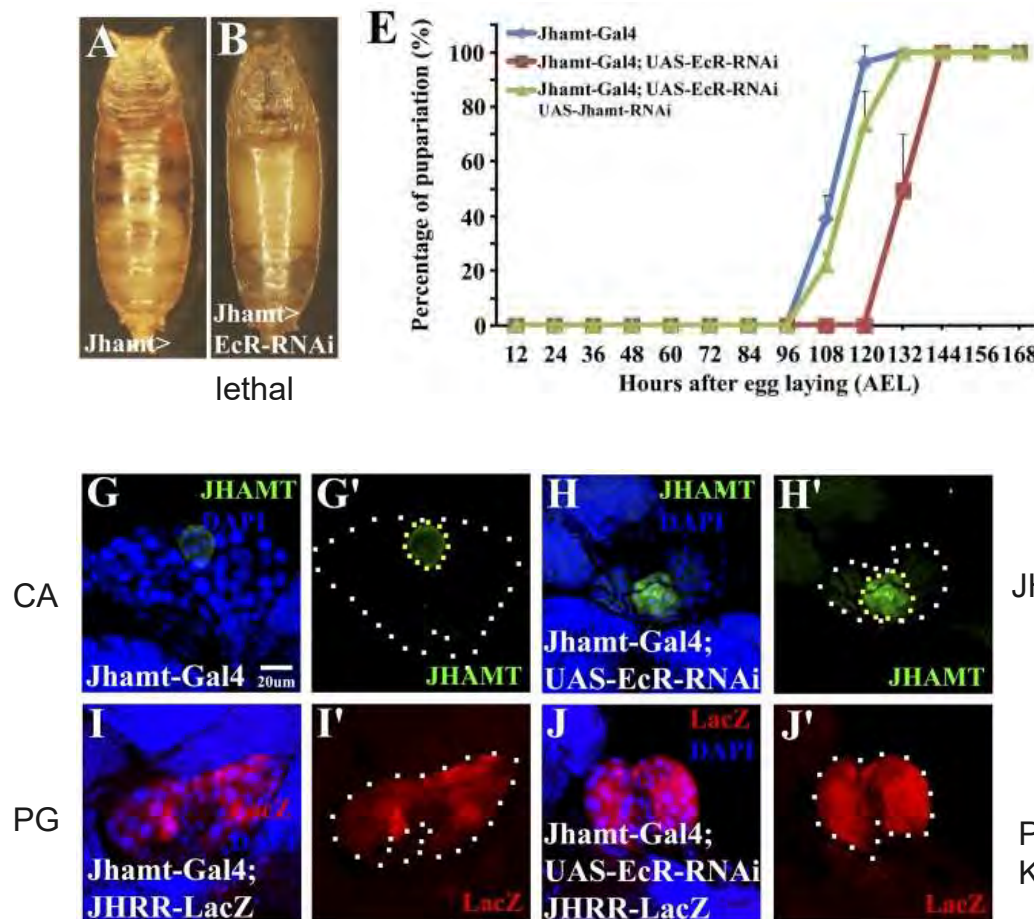 A
Jhamt>
B
Jhamt>
EcR-RNAi
lethal
E
Percentage of pupariation (%)
100
80
60
40
20
0
12 24 36 48 60 72 84 96 108 120 132 144 156 168
Hours after egg laying (AEL)
Jhamt-Gal4
Jhamt-Gal4; UAS-EcR-RNAi
Jhamt-Gal4; UAS-EcR-RNAi
UAS-Jhamt-RNAi
CA
G
JHAMT
DAPI
Jhamt-Gal4
20um
G'
JHAMT
H
JHAMT
DAPI
Jhamt-Gal4;
UAS-EcR-RNAi
H'
JHAMT
JH
PG
I
LacZ
Jhamt-Gal4;
JHRR-LacZ
I'
LacZ
J
LacZ
DAPI
Jhamt-Gal4;
UAS-EcR-RNAi
JHRR-LacZ
J'
LacZ
P
K